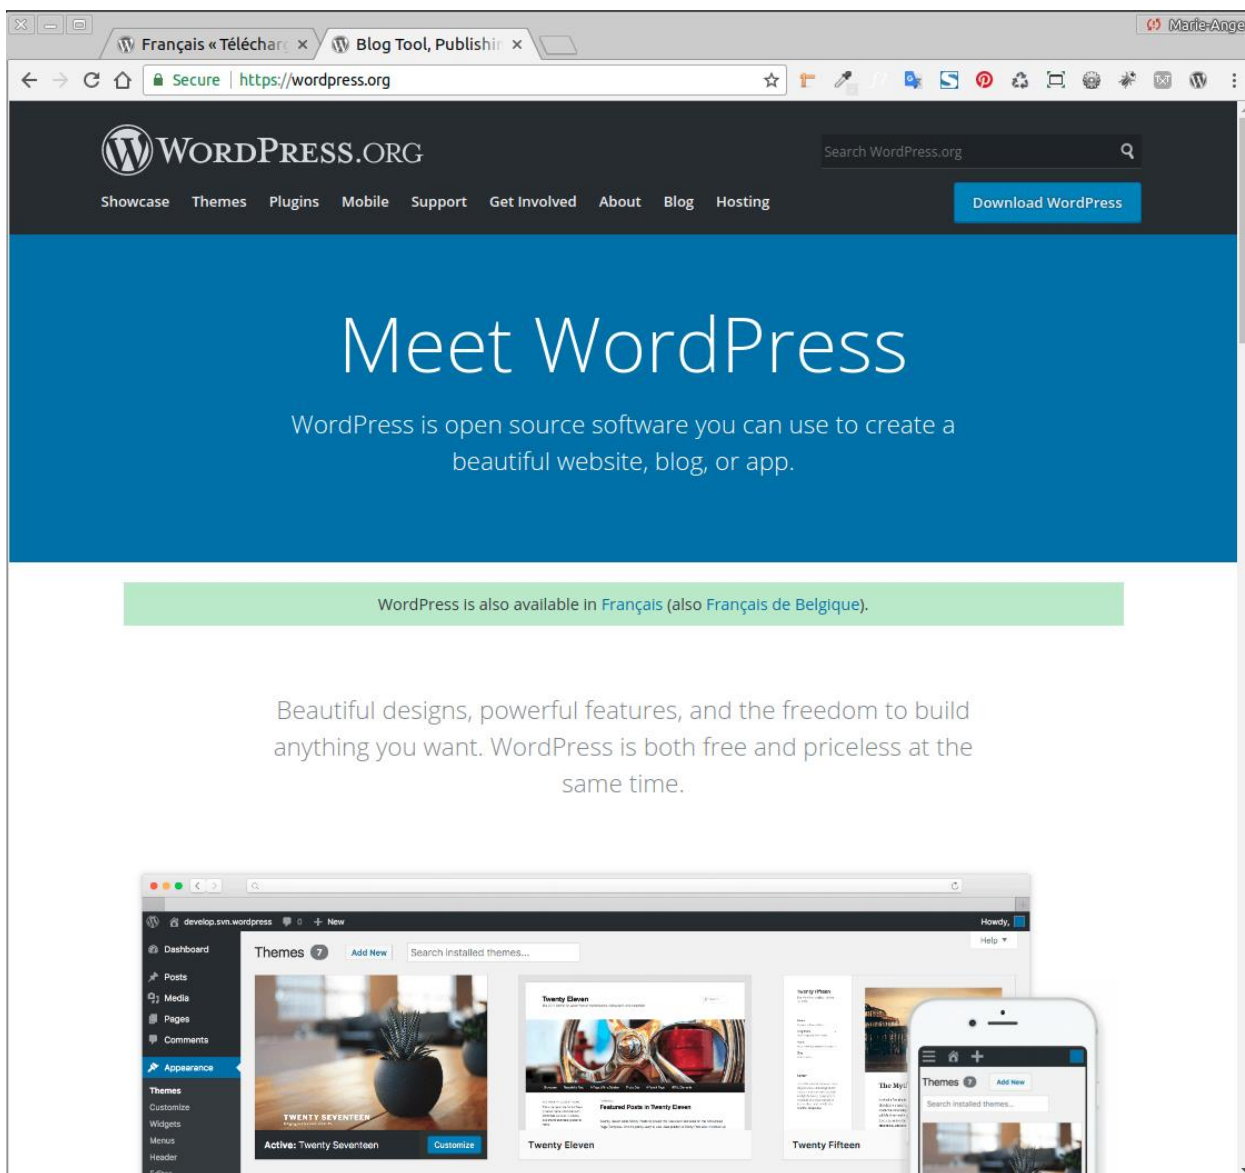 Marie-Ange
Français « Télécharg
Blog Tool, Publishin
Secure | https://wordpress.org
WORDPRESS.ORG
Search WordPress.org
Showcase Themes Plugins Mobile Support Get Involved About Blog Hosting
Download WordPress
Meet WordPress
WordPress is open source software you can use to create a
beautiful website, blog, or app.
WordPress is also available in Français (also Français de Belgique).
Beautiful designs, powerful features, and the freedom to build
anything you want. WordPress is both free and priceless at the
same time.
develop.svn.wordpress 0 + New
Howdy,
Help
Dashboard
Posts
Media
Pages
Comments
Appearance
Themes
Customize
Widgets
Menus
Header
Themes 7 Add New Search installed themes...
TWENTY SEVENTEEN
Active: Twenty Seventeen Customize
Twenty Eleven
Featured Posts in Twenty Eleven
Twenty Eleven
Twenty Fifteen
Twenty Fifteen
Themes 7 Add New
Search installed themes...